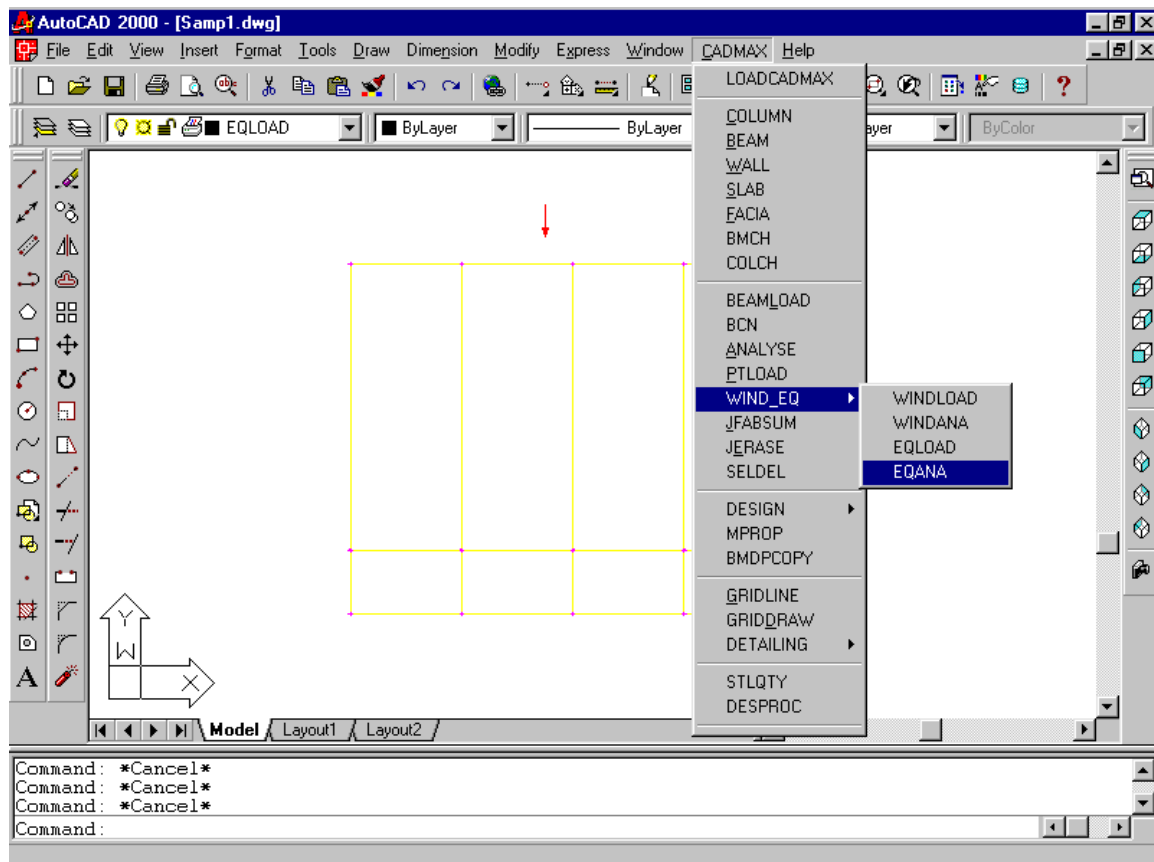 AutoCAD 2000 - [Samp1.dwg]
File Edit View Insert Format Tools Draw Dimension Modify Express Window CADMAX Help
EQLOAD ByLayer ByLayer ayer ByColor
LOADCADMAX
COLUMN
BEAM
WALL
SLAB
FACIA
BMCH
COLCH
BEAMLOAD
BCN
ANALYSE
PTLOAD
WIND_EQ
JFABSUM
JERASE
SELDEL
DESIGN
MPROP
BMDPCOPY
GRIDLINE
GRIDDRAW
DETAILING
STLQTY
DESPROC
WINDLOAD
WINDANA
EQLOAD
EQANA
Y
W
X
A
Model Layout1 Layout2
Command: *Cancel*
Command: *Cancel*
Command: *Cancel*
Command: